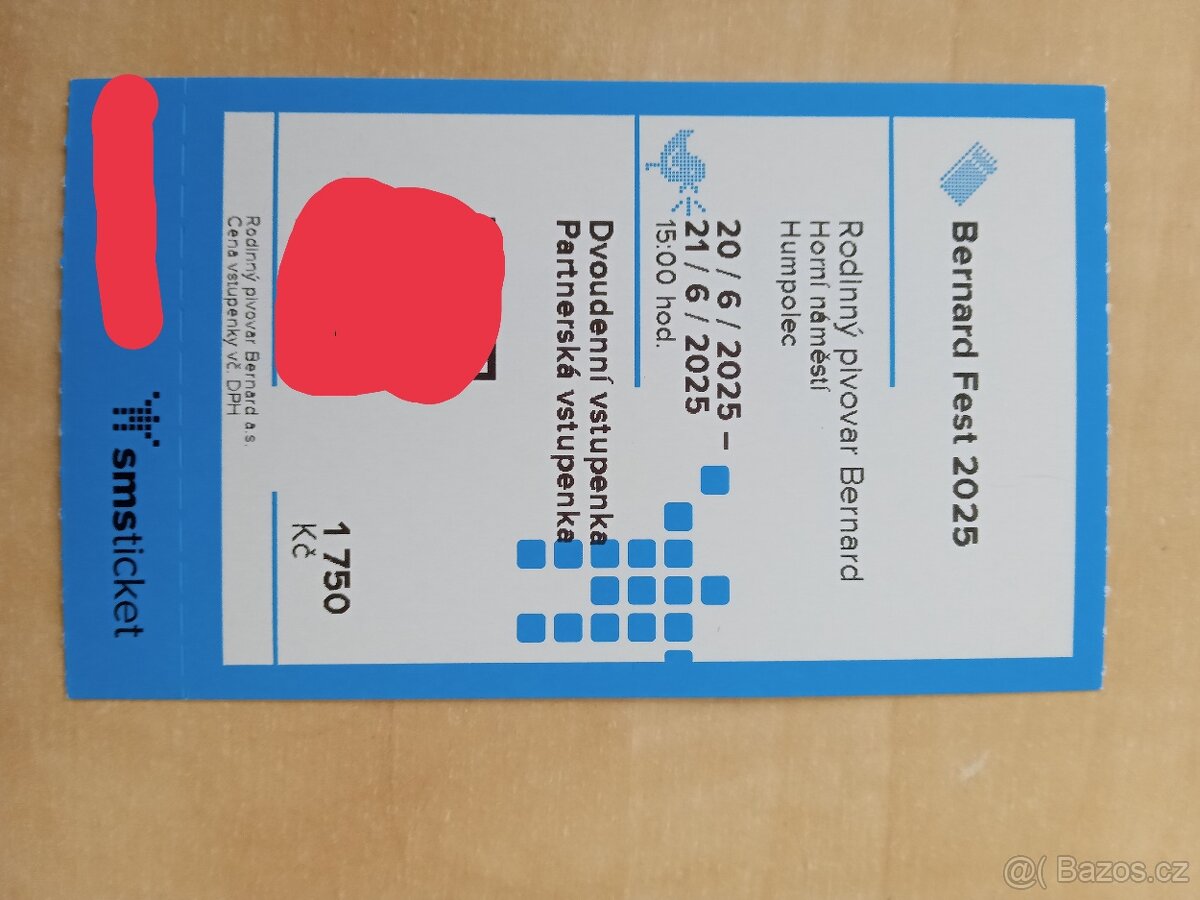 Bernard Fest 2025
Rodinný pivovar Bernard
Horní náměstí
Humpolec
20 / 6 / 2025 –
21 / 6 / 2025
15:00 hod.
Dvoudenní vstupenka
Partnerská vstupenka
1 750
Kč
Rodinný pivovar Bernard a.s.
Cena vstupenky vč. DPH
smsticket
@( Bazos.cz